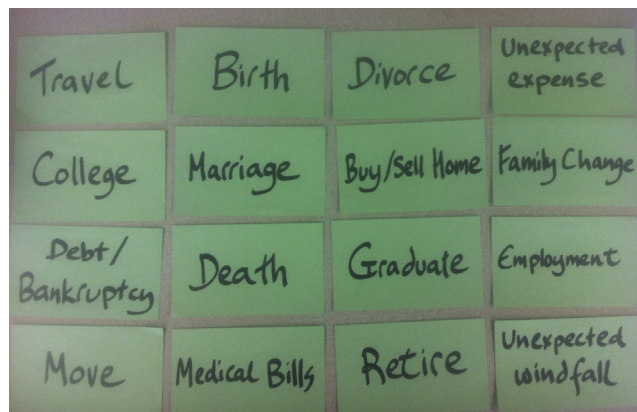 Travel
Birth
Divorce
Unexpected
expense
College
Marriage
Buy/Sell Home
Family Change
Debt/
Bankruptcy
Death
Graduate
Employment
Move
Medical Bills
Retire
Unexpected
windfall